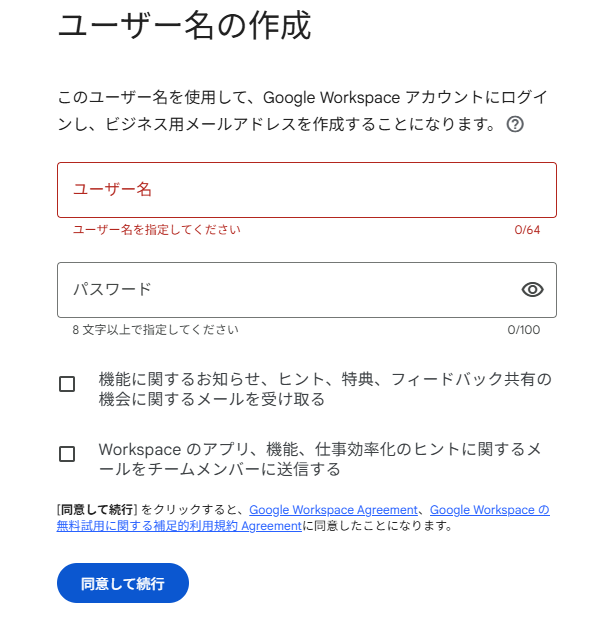 ユーザー名の作成
このユーザー名を使用して、Google Workspace アカウントにログイ
ンし、ビジネス用メールアドレスを作成することになります。
ユーザー名
ユーザー名を指定してください 0/64
パスワード
8 文字以上で指定してください 0/100
機能に関するお知らせ、ヒント、特典、フィードバック共有の
機会に関するメールを受け取る
Workspace のアプリ、機能、仕事効率化のヒントに関するメ
ールをチームメンバーに送信する
[同意して続行] をクリックすると、Google Workspace Agreement、Google Workspace の
無料試用に関する補足的利用規約 Agreementに同意したことになります。
同意して続行